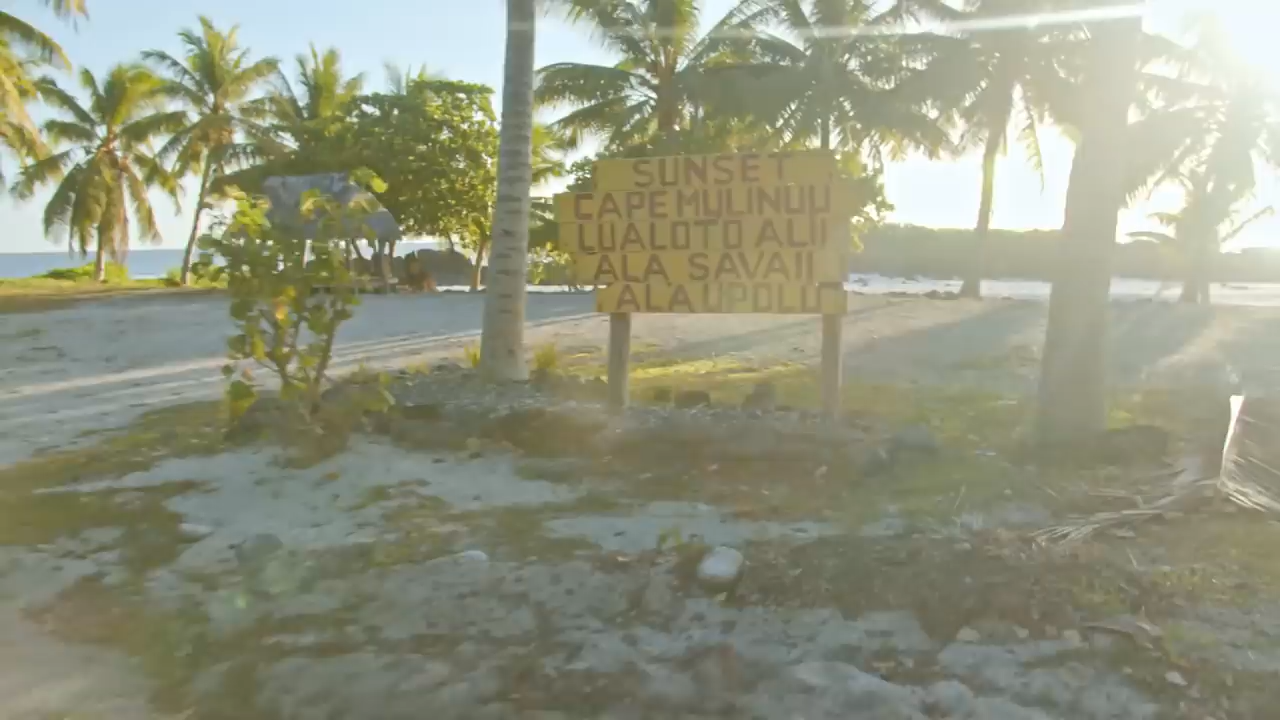 SUNSET
CAPE MULINUU
LUALOTO ALII
ALA SAVAII
ALA UPOLU